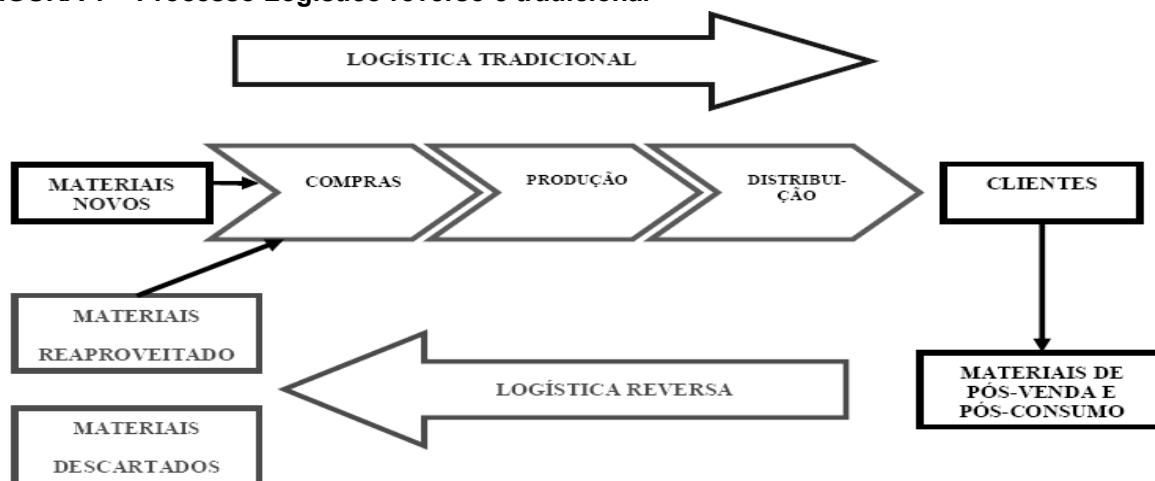 LOGÍSTICA TRADICIONAL
MATERIAIS
NOVOS
COMPRAS
PRODUÇÃO
DISTRIBUI-
ÇÃO
CLIENTES
MATERIAIS
REAPROVEITADO
LOGÍSTICA REVERSA
MATERIAIS DE
PÓS-VENDA E
PÓS-CONSUMO
MATERIAIS
DESCARTADOS